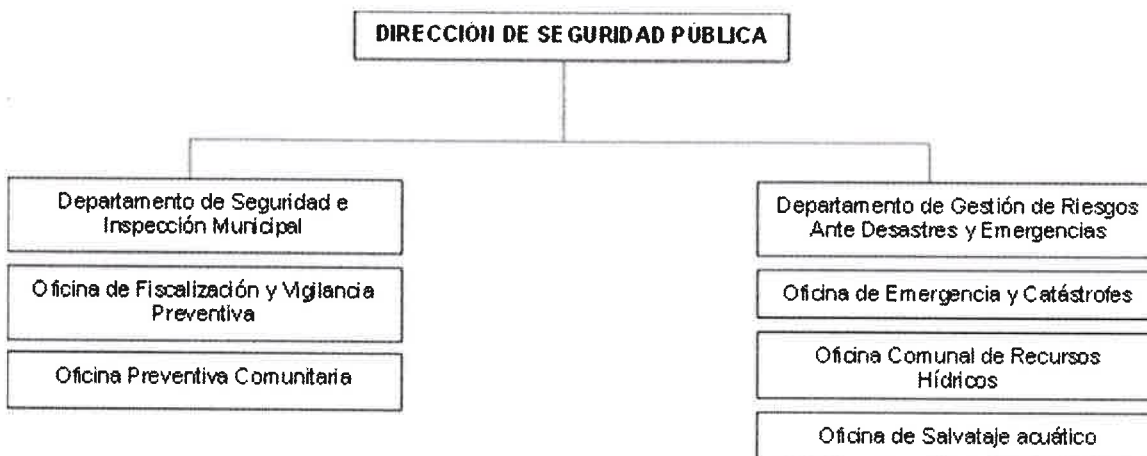 DIRECCIÓN DE SEGURIDAD PÚBLICA
Departamento de Seguridad e
Inspección Municipal
Oficina de Fiscalización y Vigilancia
Preventiva
Oficina Preventiva Comunitaria
Departamento de Gestión de Riesgos
Ante Desastres y Emergencias
Oficina de Emergencia y Catástrofes
Oficina Comunal de Recursos
Hídricos
Oficina de Salvataje acuático